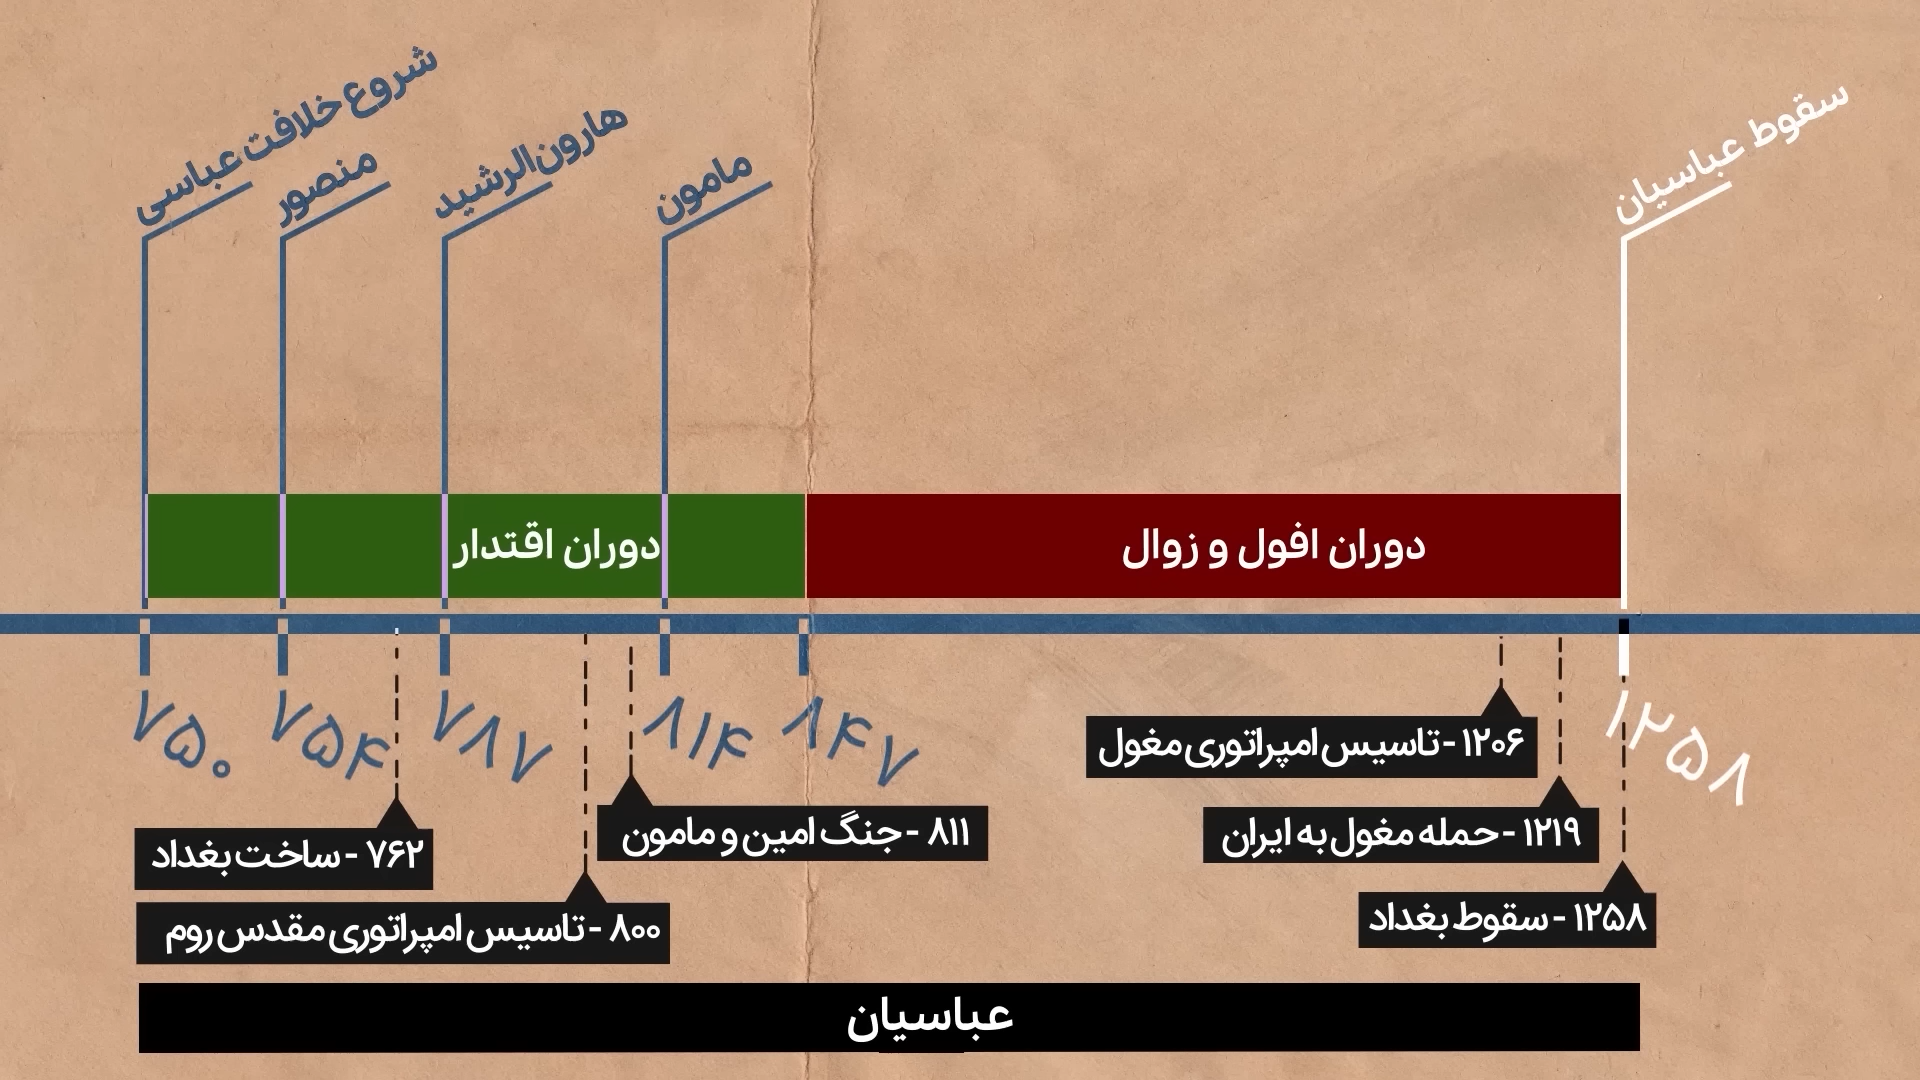 شروع خلافت عباسی
منصور
هارون‌الرشید
مامون
سقوط عباسیان
دوران اقتدار
دوران افول و زوال
۷۵۰
۷۵۴
۷۸۷
۸۱۴
۸۴۷
۱۲۵۸
۱۲۰۶ - تاسیس امپراتوری مغول
۸۱۱ - جنگ امین و مامون
۱۲۱۹ - حمله مغول به ایران
۷۶۲ - ساخت بغداد
۱۲۵۸ - سقوط بغداد
۸۰۰ - تاسیس امپراتوری مقدس روم
عباسیان